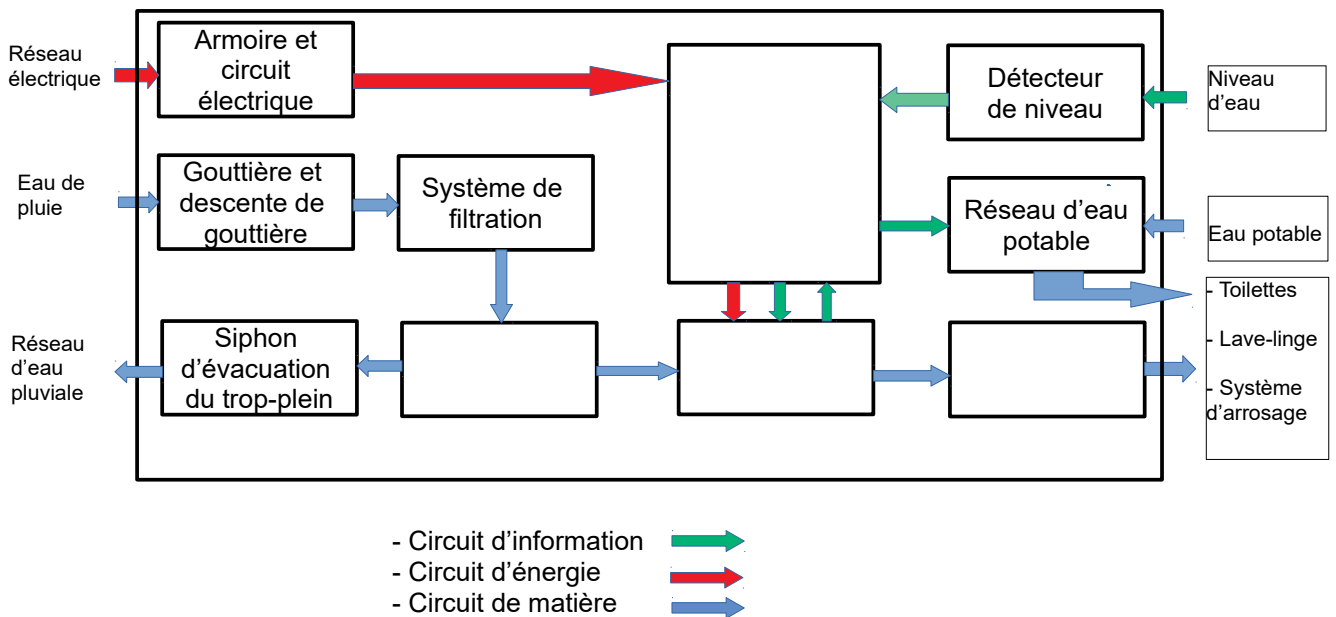 Réseau
électrique
Armoire et
circuit
électrique
Détecteur
de niveau
Niveau
d’eau
Eau de
pluie
Gouttière et
descente de
gouttière
Système de
filtration
Réseau d’eau
potable
Eau potable
Réseau
d’eau
pluviale
Siphon
d’évacuation
du trop-plein
- Toilettes
- Lave-linge
- Système
d’arrosage
- Circuit d’information
- Circuit d’énergie
- Circuit de matière